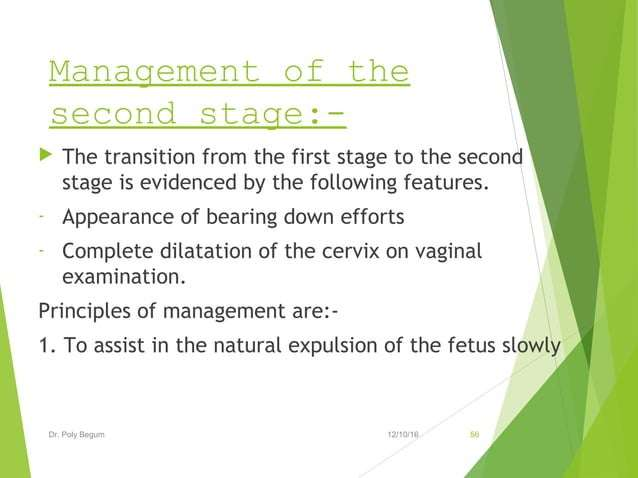 Management of the
second stage:-
The transition from the first stage to the second
stage is evidenced by the following features.
- Appearance of bearing down efforts
- Complete dilatation of the cervix on vaginal
examination.
Principles of management are:-
1. To assist in the natural expulsion of the fetus slowly
Dr. Poly Begum 12/10/16 56